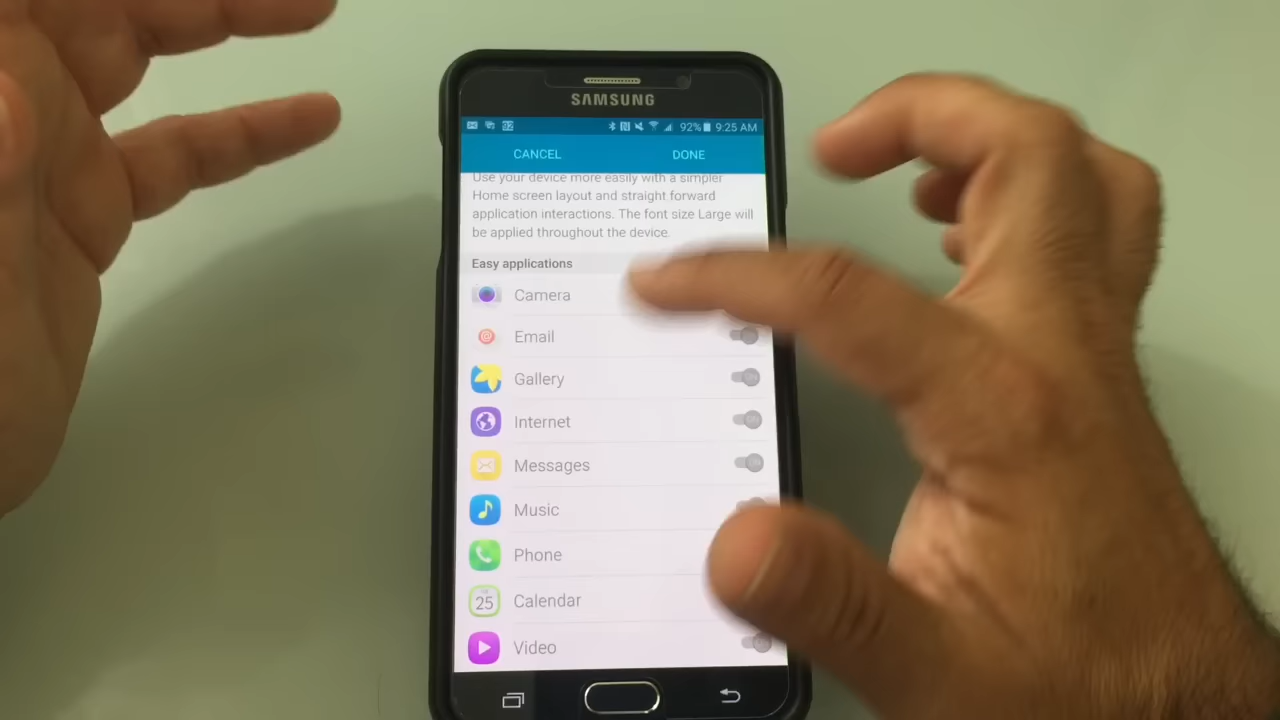 SAMSUNG
92% 9:25 AM
CANCEL DONE
Use your device more easily with a simpler
Home screen layout and straight forward
application interactions. The font size Large will
be applied throughout the device.
Easy applications
Camera
Email
Gallery
Internet
Messages
Music
Phone
25 Calendar
Video